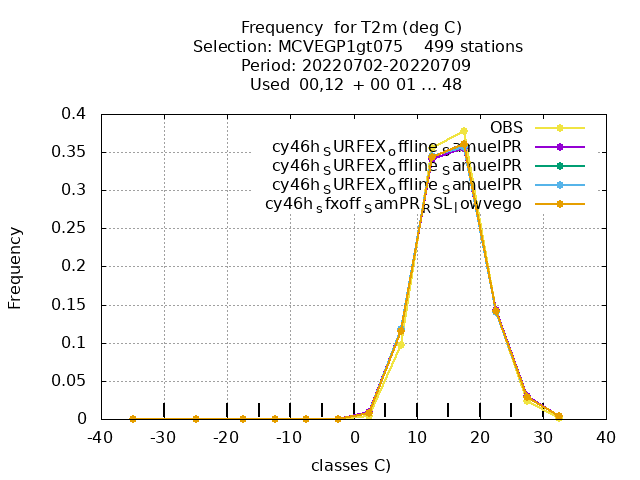 Frequency  for T2m (deg C)
Selection: MCVEGP1gt075    499 stations
Period: 20220702-20220709
Used  00,12  + 00 01 ... 48
0.4
0.35
0.3
0.25
0.2
0.15
0.1
0.05
0
Frequency
OBS
cy46h_SURFEX_offline_SamuelPR
cy46h_SURFEX_offline_SamuelPR
cy46h_SURFEX_offline_SamuelPR
cy46h_sfxoff_SamPR_RSL_lowvego
-40 -30 -20 -10 0 10 20 30 40
classes C)